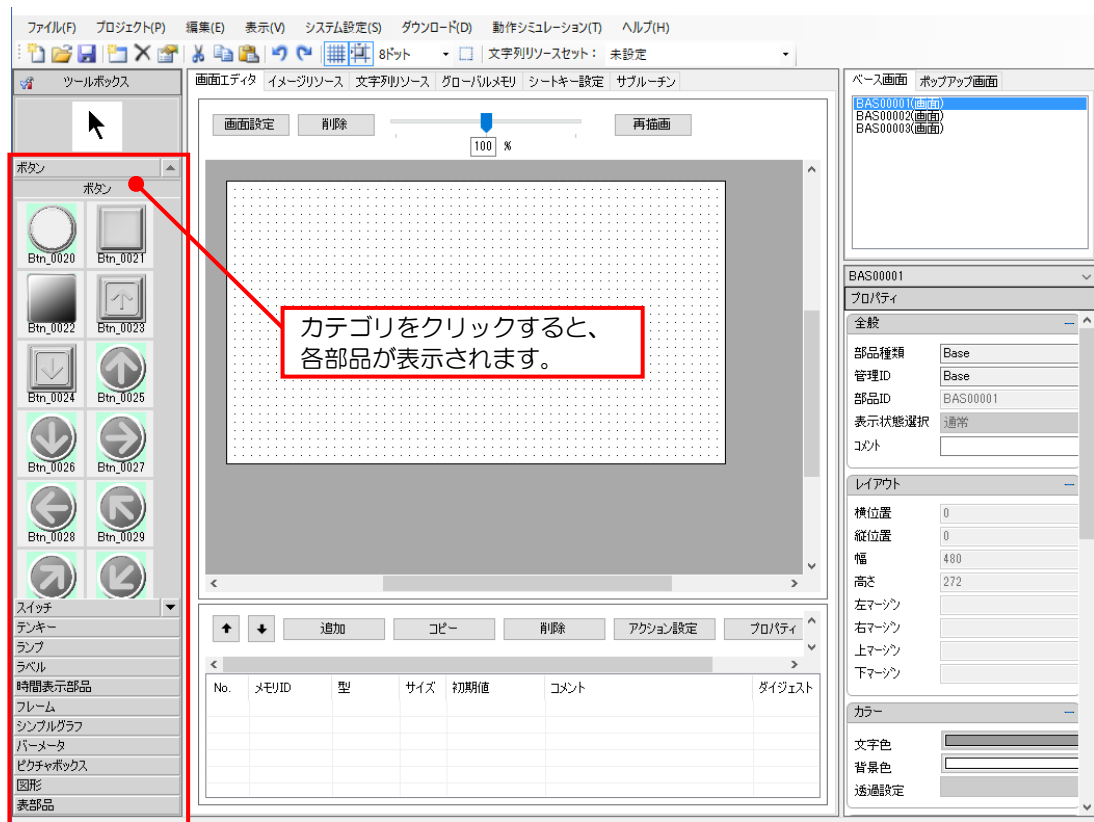 ファイル(F) プロジェクト(P) 編集(E) 表示(V) システム設定(S) ダウンロード(D) 動作シミュレーション(T) ヘルプ(H)
8ドット 文字列リソースセット： 未設定
ツールボックス
ボタン
ボタン
Btn_0020 Btn_0021
Btn_0022 Btn_0023
Btn_0024 Btn_0025
Btn_0026 Btn_0027
Btn_0028 Btn_0029
スイッチ
テンキー
ランプ
ラベル
時間表示部品
フレーム
シンプルグラフ
バーメータ
ピクチャボックス
図形
表部品
画面エディタ イメージリソース 文字列リソース グローバルメモリ シートキー設定 サブルーチン
画面設定 削除 再描画
100 %
カテゴリをクリックすると、
各部品が表示されます。
追加 コピー 削除 アクション設定 プロパティ
No. メモリID 型 サイズ 初期値 コメント ダイジェスト
ベース画面 ポップアップ画面
BAS00001(画面)
BAS00002(画面)
BAS00003(画面)
BAS00001
プロパティ
全般
部品種類 Base
管理ID Base
部品ID BAS00001
表示状態選択 通常
コメント
レイアウト
横位置 0
縦位置 0
幅 480
高さ 272
左マージン
右マージン
上マージン
下マージン
カラー
文字色
背景色
透過設定